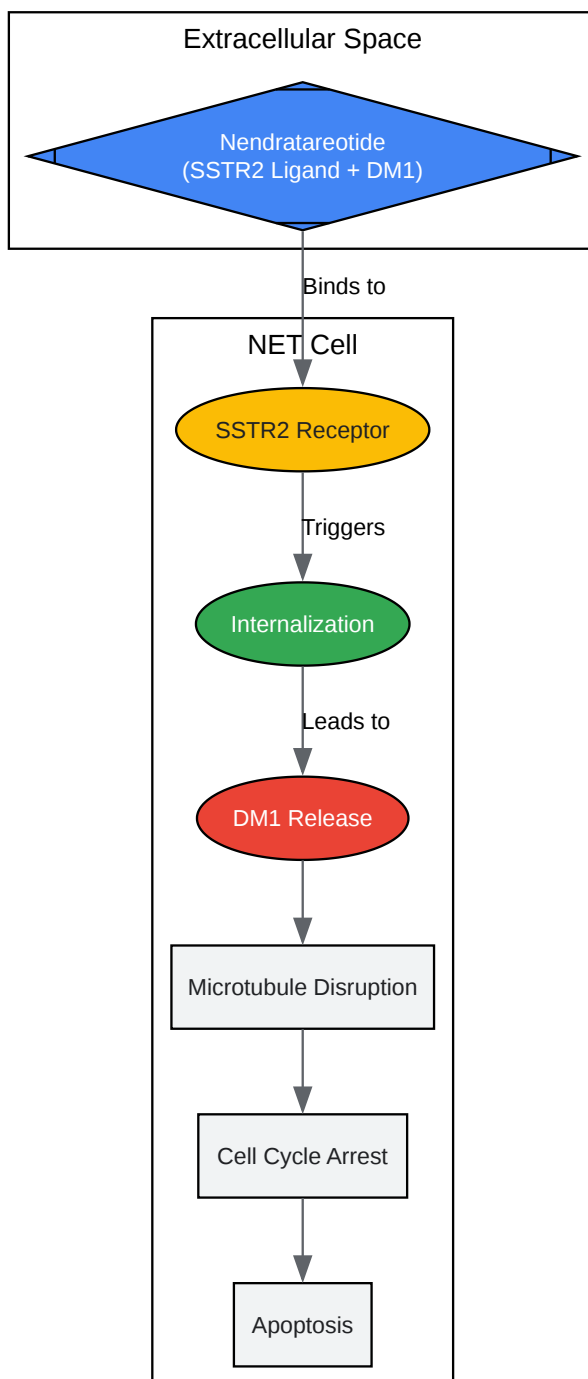 Extracellular Space
Nendratareotide
(SSTR2 Ligand + DM1)
Binds to
NET Cell
SSTR2 Receptor
Triggers
Internalization
Leads to
DM1 Release
Microtubule Disruption
Cell Cycle Arrest
Apoptosis